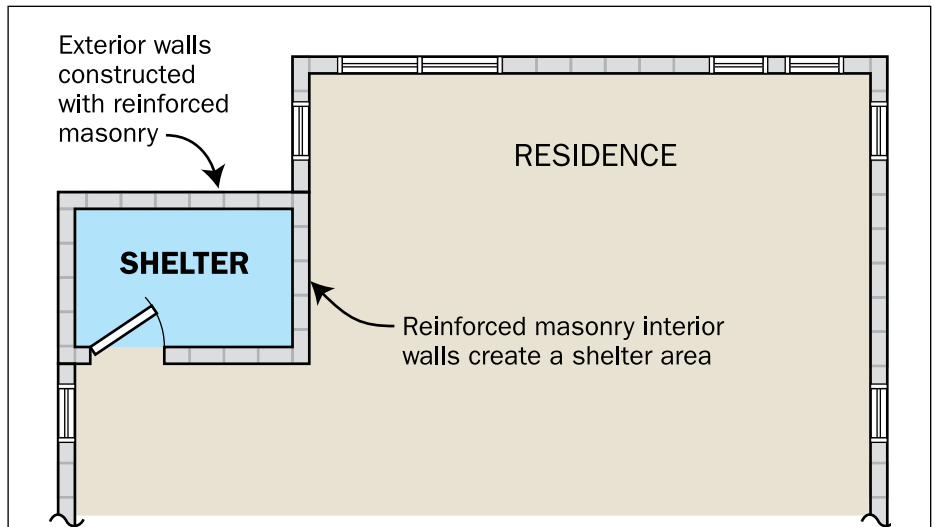 Exterior walls
constructed
with reinforced
masonry
RESIDENCE
SHELTER
Reinforced masonry interior
walls create a shelter area